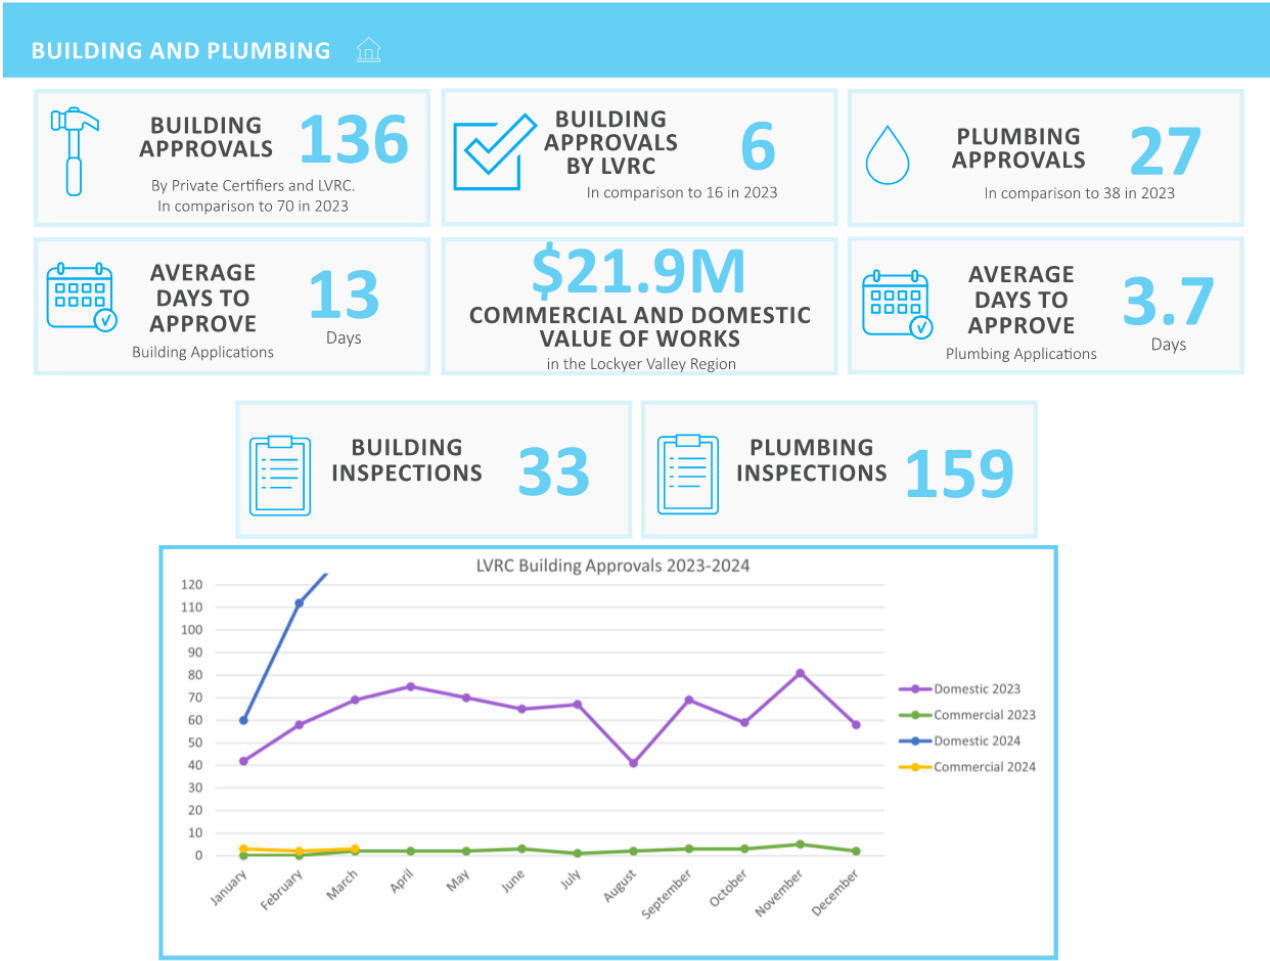 BUILDING AND PLUMBING
BUILDING
APPROVALS
136
By Private Certifiers and LVRC.
In comparison to 70 in 2023
BUILDING
APPROVALS
BY LVRC
6
In comparison to 16 in 2023
PLUMBING
APPROVALS
27
In comparison to 38 in 2023
AVERAGE
DAYS TO
APPROVE
Building Applications
13
Days
$21.9M
COMMERCIAL AND DOMESTIC
VALUE OF WORKS
in the Lockyer Valley Region
AVERAGE
DAYS TO
APPROVE
Plumbing Applications
3.7
Days
BUILDING
INSPECTIONS
33
PLUMBING
INSPECTIONS
159
LVRC Building Approvals 2023-2024
120
110
100
90
80
70
60
50
40
30
20
10
0
January
February
March
April
May
June
July
August
September
October
November
December
Domestic 2023
Commercial 2023
Domestic 2024
Commercial 2024